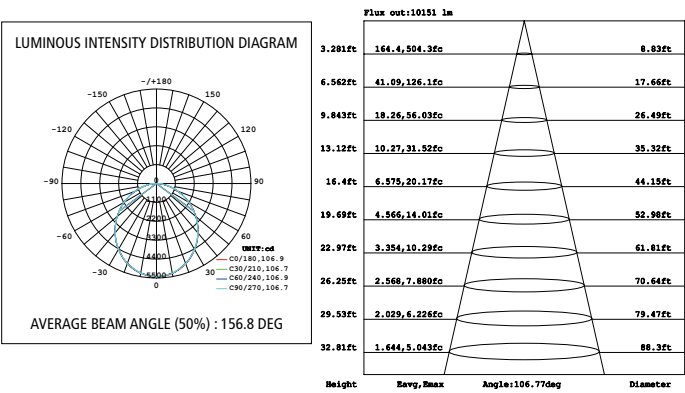 LUMINOUS INTENSITY DISTRIBUTION DIAGRAM
-/+180
-150
150
-120
120
-90
90
-60
60
-30
30
0
0
1100
2200
3300
4400
5500
UNIT:cd
C0/180,106.9
C30/210,106.7
C60/240,106.9
C90/270,106.7
AVERAGE BEAM ANGLE (50%) : 156.8 DEG
Flux out:10151 lm
3.281ft 164.4,504.3fc 8.83ft
6.562ft 41.09,126.1fc 17.66ft
9.843ft 18.26,56.03fc 26.49ft
13.12ft 10.27,31.52fc 35.32ft
16.4ft 6.575,20.17fc 44.15ft
19.69ft 4.566,14.01fc 52.98ft
22.97ft 3.354,10.29fc 61.81ft
26.25ft 2.568,7.880fc 70.64ft
29.53ft 2.029,6.226fc 79.47ft
32.81ft 1.644,5.043fc 88.3ft
Height Eavg,Emax Angle:106.77deg Diameter